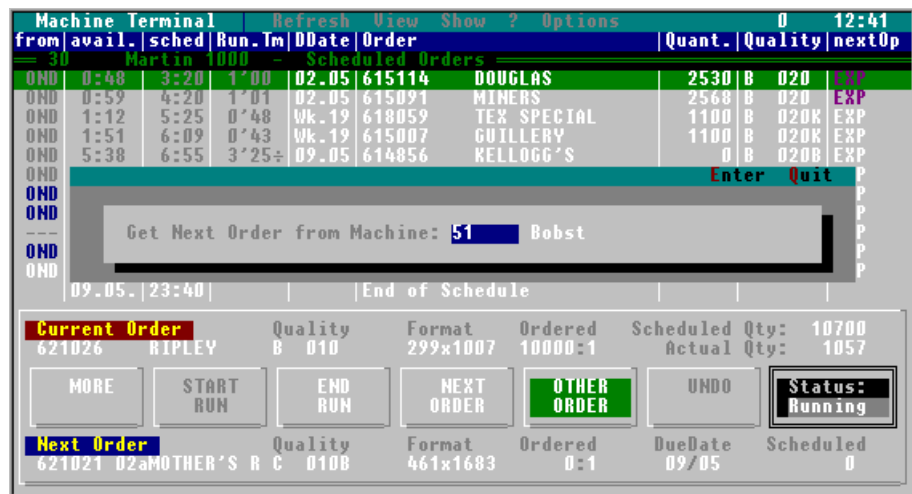 Machine Terminal Refresh View Show ? Options 0 12:41
from|avail.|sched|Run.Tm|DDate|Order |Quant.|Quality|nextOp
30 Martin 1000 - Scheduled Orders
OND 0:48 3:20 1'00 02.05 615114 DOUGLAS 2530 B 020 EXP
OND 0:59 4:20 1'01 02.05 615091 MINERS 2568 B 020 EXP
OND 1:12 5:25 0'48 Wk.19 618059 TEX SPECIAL 1100 B 020K EXP
OND 1:51 6:09 0'43 Wk.19 615007 GUILLERY 1100 B 020K EXP
OND 5:38 6:55 3'25÷ 09.05 614856 KELLOGG'S 0 B 020B EXP
OND Enter Quit P
OND P
OND P
--- Get Next Order from Machine: 51 Bobst P
OND P
OND P
09.05. 23:40 End of Schedule
Current Order Quality Format Ordered Scheduled Qty: 10700
621026 RIPLEY B 010 299x1007 10000:1 Actual Qty: 1057
MORE START END NEXT OTHER UNDO Status:
RUN RUN ORDER ORDER Running
Next Order Quality Format Ordered DueDate Scheduled
621021 02aMOTHER'S R C 010B 461x1683 0:1 09/05 0